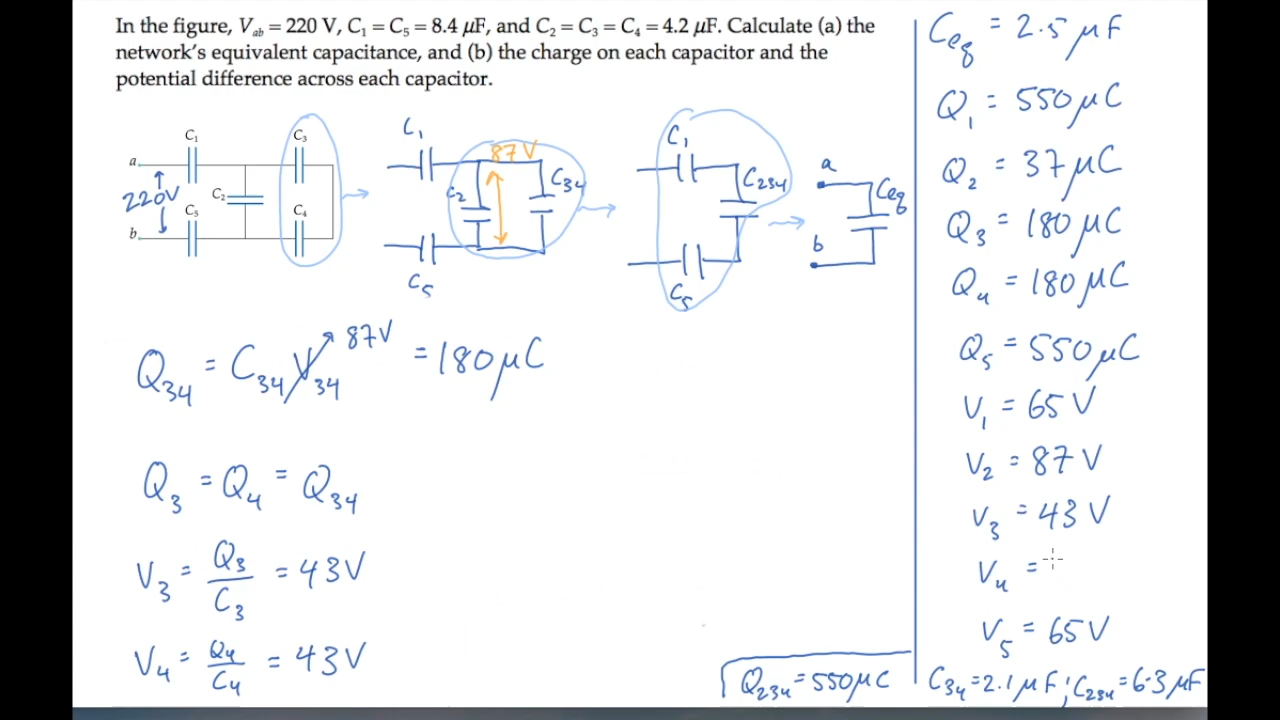 In the figure, Vab = 220 V, C1 = C5 = 8.4 μF, and C2 = C3 = C4 = 4.2 μF. Calculate (a) the
network's equivalent capacitance, and (b) the charge on each capacitor and the
potential difference across each capacitor.
C1
C3
a
220V
C2
C5
C4
b
C1
87V
C2
C34
C5
C1
C234
C5
a
Ceq
b
Q34 = C34 V34 87V = 180 μC
Q3 = Q4 = Q34
V3 = Q3/C3 = 43V
V4 = Q4/C4 = 43V
Q234 = 550 μC
Ceq = 2.5 μF
Q1 = 550 μC
Q2 = 37 μC
Q3 = 180 μC
Q4 = 180 μC
Q5 = 550 μC
V1 = 65 V
V2 = 87 V
V3 = 43 V
V4 =
V5 = 65 V
C34 = 2.1 μF ; C234 = 6.3 μF